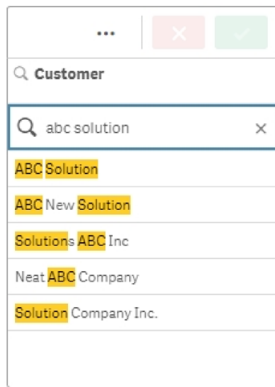 Customer
abc solution
ABC Solution
ABC New Solution
Solutions ABC Inc
Neat ABC Company
Solution Company Inc.